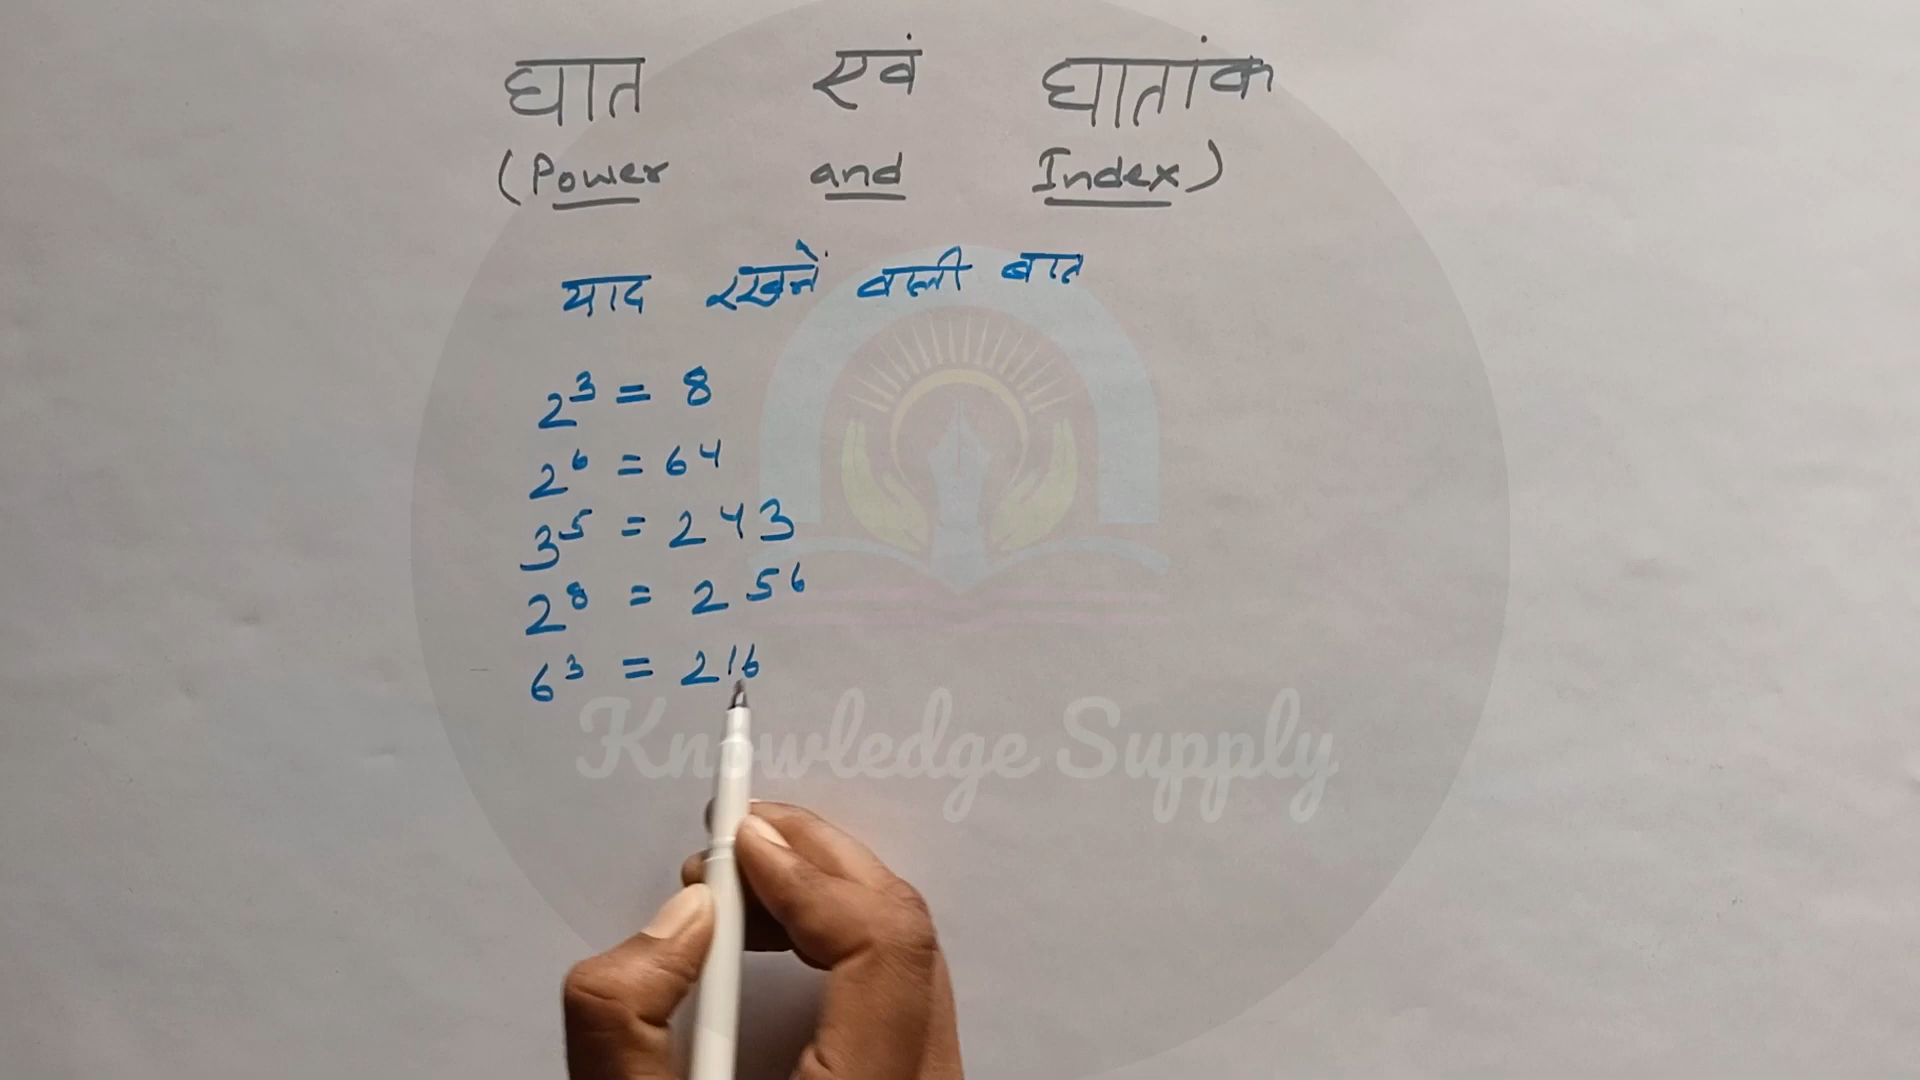 घात एवं घातांक
(Power and Index)
याद रखनें वाली बात
2³ = 8
2⁶ = 64
3⁵ = 243
2⁸ = 256
6³ = 216
Knowledge Supply